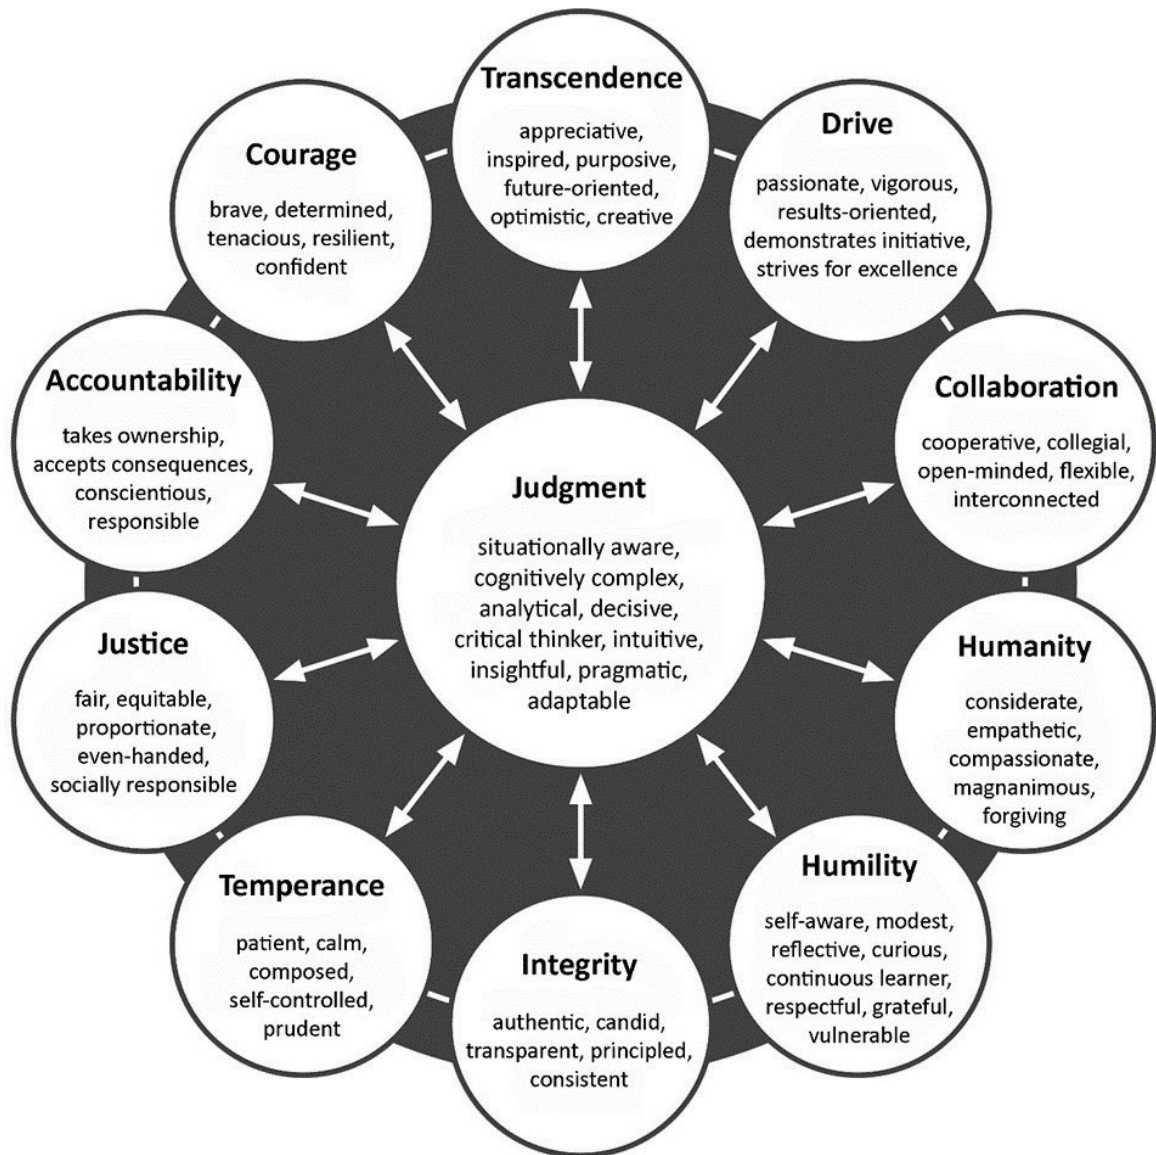 Transcendence
appreciative,
inspired, purposive,
future-oriented,
optimistic, creative
Drive
passionate, vigorous,
results-oriented,
demonstrates initiative,
strives for excellence
Collaboration
cooperative, collegial,
open-minded, flexible,
interconnected
Humanity
considerate,
empathetic,
compassionate,
magnanimous,
forgiving
Humility
self-aware, modest,
reflective, curious,
continuous learner,
respectful, grateful,
vulnerable
Integrity
authentic, candid,
transparent, principled,
consistent
Temperance
patient, calm,
composed,
self-controlled,
prudent
Justice
fair, equitable,
proportionate,
even-handed,
socially responsible
Accountability
takes ownership,
accepts consequences,
conscientious,
responsible
Courage
brave, determined,
tenacious, resilient,
confident
Judgment
situationally aware,
cognitively complex,
analytical, decisive,
critical thinker, intuitive,
insightful, pragmatic,
adaptable